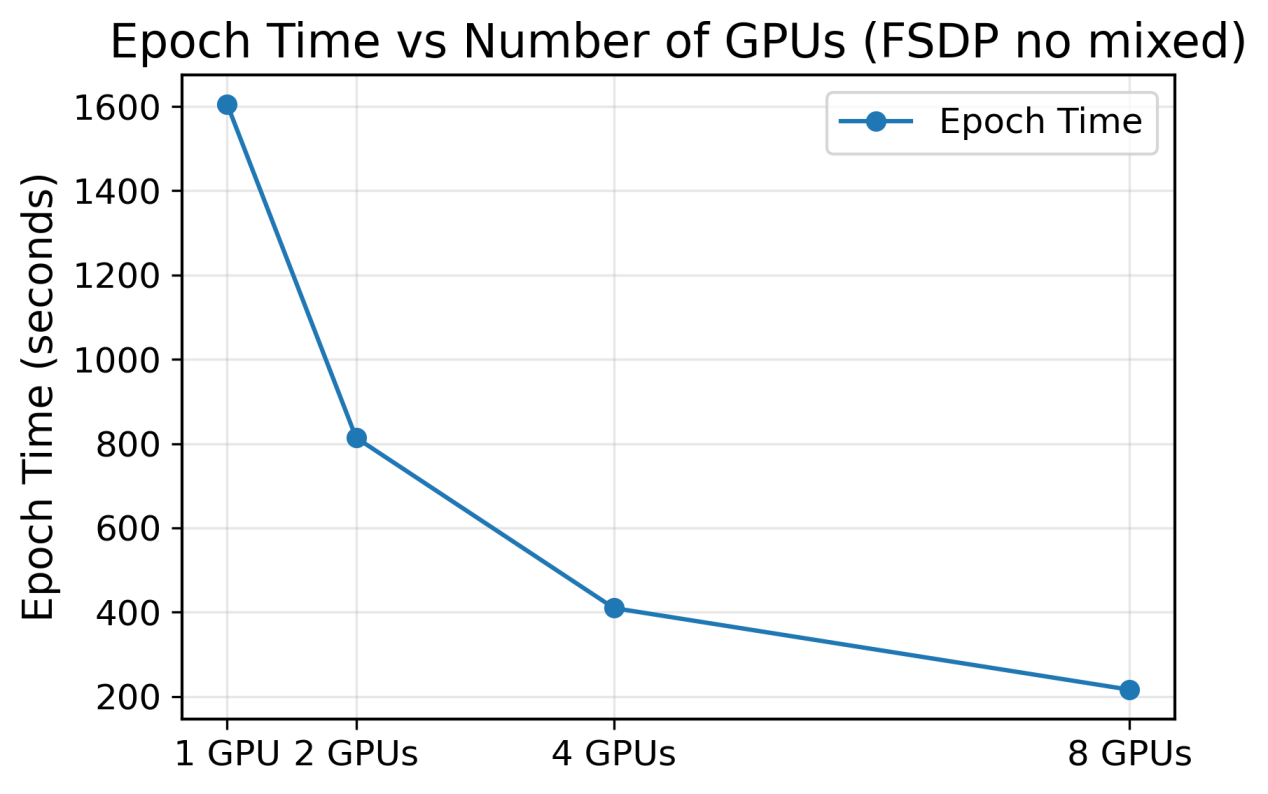 Epoch Time vs Number of GPUs (FSDP no mixed)
Epoch Time
Epoch Time (seconds)
1600
1400
1200
1000
800
600
400
200
1 GPU 2 GPUs 4 GPUs 8 GPUs